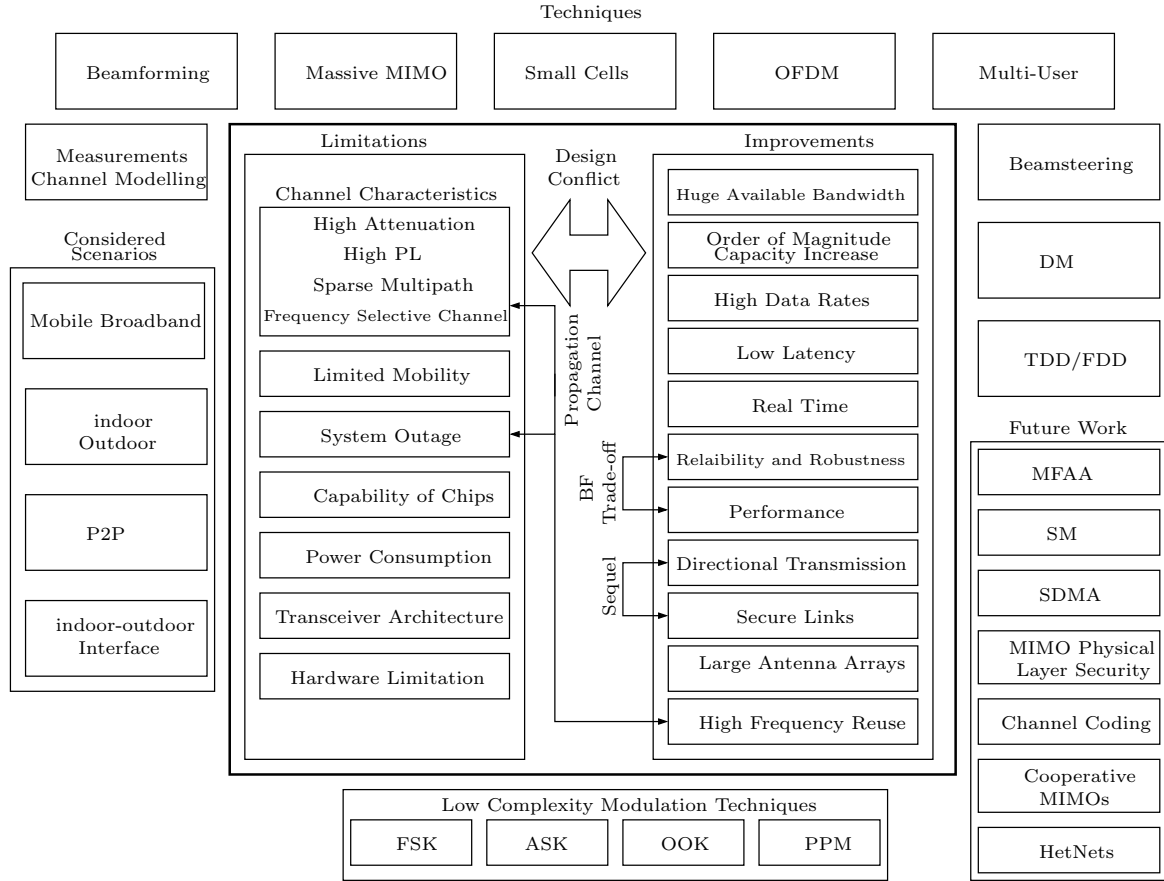 Techniques
Beamforming
Massive MIMO
Small Cells
OFDM
Multi-User
Measurements
Channel Modelling
Considered
Scenarios
Mobile Broadband
indoor
Outdoor
P2P
indoor-outdoor
Interface
Limitations
Channel Characteristics
High Attenuation
High PL
Sparse Multipath
Frequency Selective Channel
Limited Mobility
System Outage
Capability of Chips
Power Consumption
Transceiver Architecture
Hardware Limitation
Design
Conflict
Propagation
Channel
BF
Trade-off
Sequel
Improvements
Huge Available Bandwidth
Order of Magnitude
Capacity Increase
High Data Rates
Low Latency
Real Time
Relaibility and Robustness
Performance
Directional Transmission
Secure Links
Large Antenna Arrays
High Frequency Reuse
Beamsteering
DM
TDD/FDD
Future Work
MFAA
SM
SDMA
MIMO Physical
Layer Security
Channel Coding
Cooperative
MIMOs
HetNets
Low Complexity Modulation Techniques
FSK
ASK
OOK
PPM